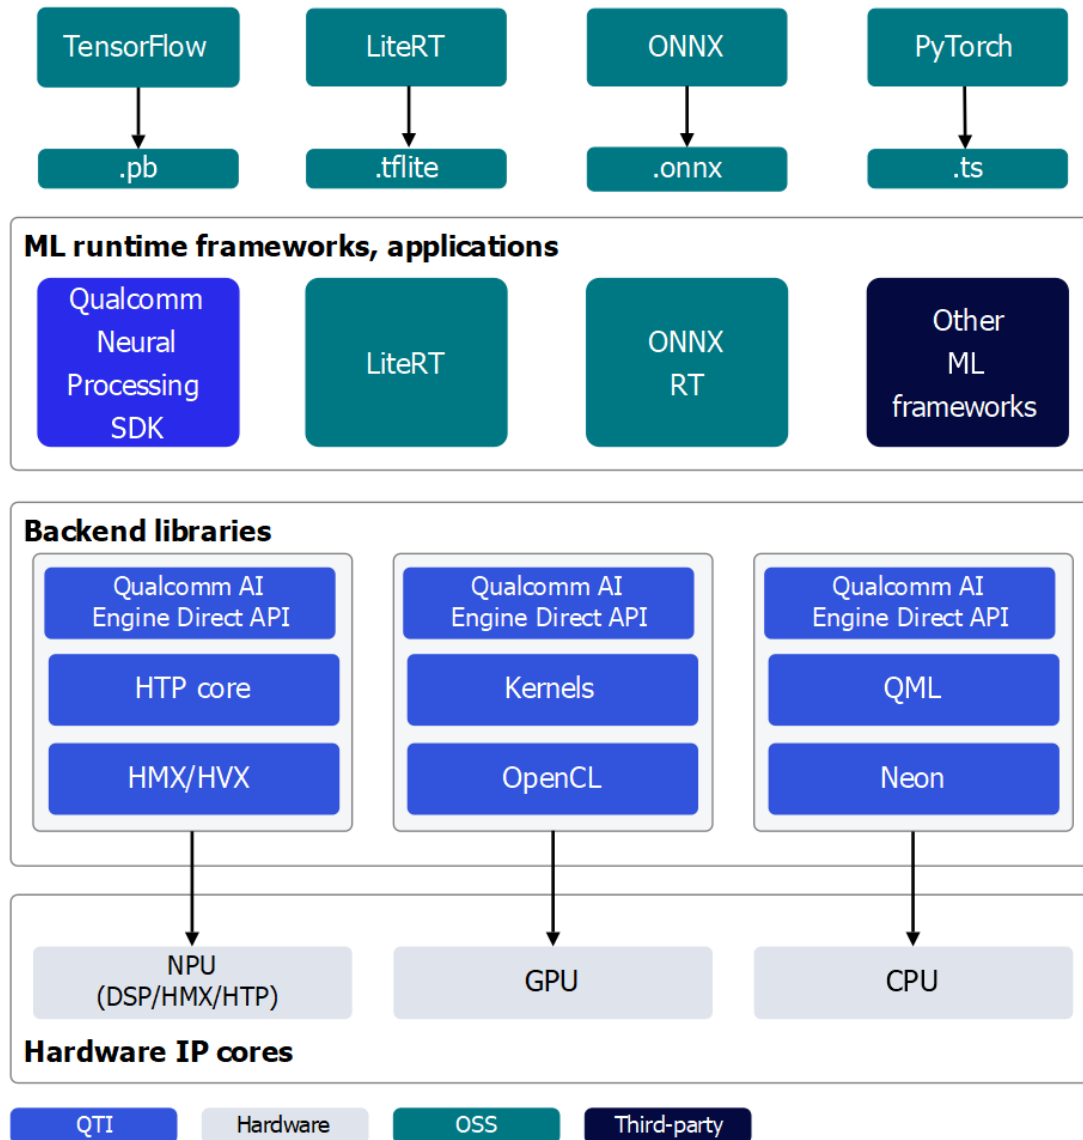 TensorFlow
LiteRT
ONNX
PyTorch
.pb
.tflite
.onnx
.ts
ML runtime frameworks, applications
Qualcomm
Neural
Processing
SDK
LiteRT
ONNX
RT
Other
ML
frameworks
Backend libraries
Qualcomm AI
Engine Direct API
HTP core
HMX/HVX
Qualcomm AI
Engine Direct API
Kernels
OpenCL
Qualcomm AI
Engine Direct API
QML
Neon
NPU
(DSP/HMX/HTP)
GPU
CPU
Hardware IP cores
QTI
Hardware
OSS
Third-party